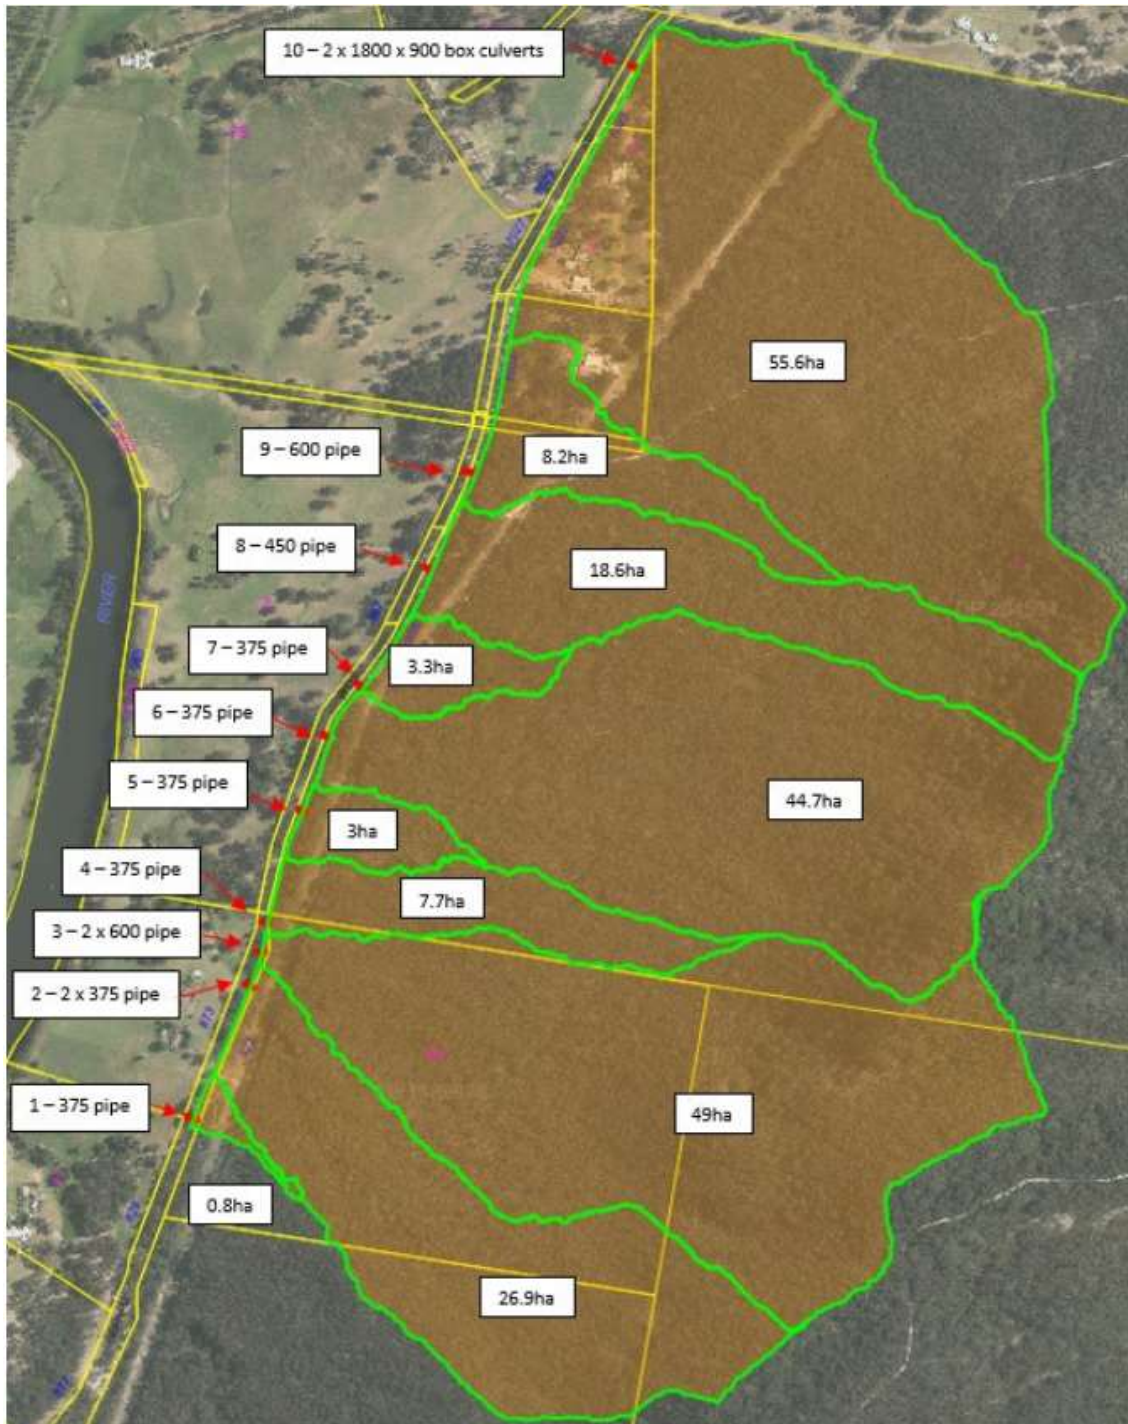 10 – 2 x 1800 x 900 box culverts
55.6ha
9 – 600 pipe
8.2ha
8 – 450 pipe
18.6ha
RIVER
7 – 375 pipe
3.3ha
6 – 375 pipe
5 – 375 pipe
44.7ha
3ha
4 – 375 pipe
7.7ha
3 – 2 x 600 pipe
2 – 2 x 375 pipe
1 – 375 pipe
49ha
0.8ha
26.9ha